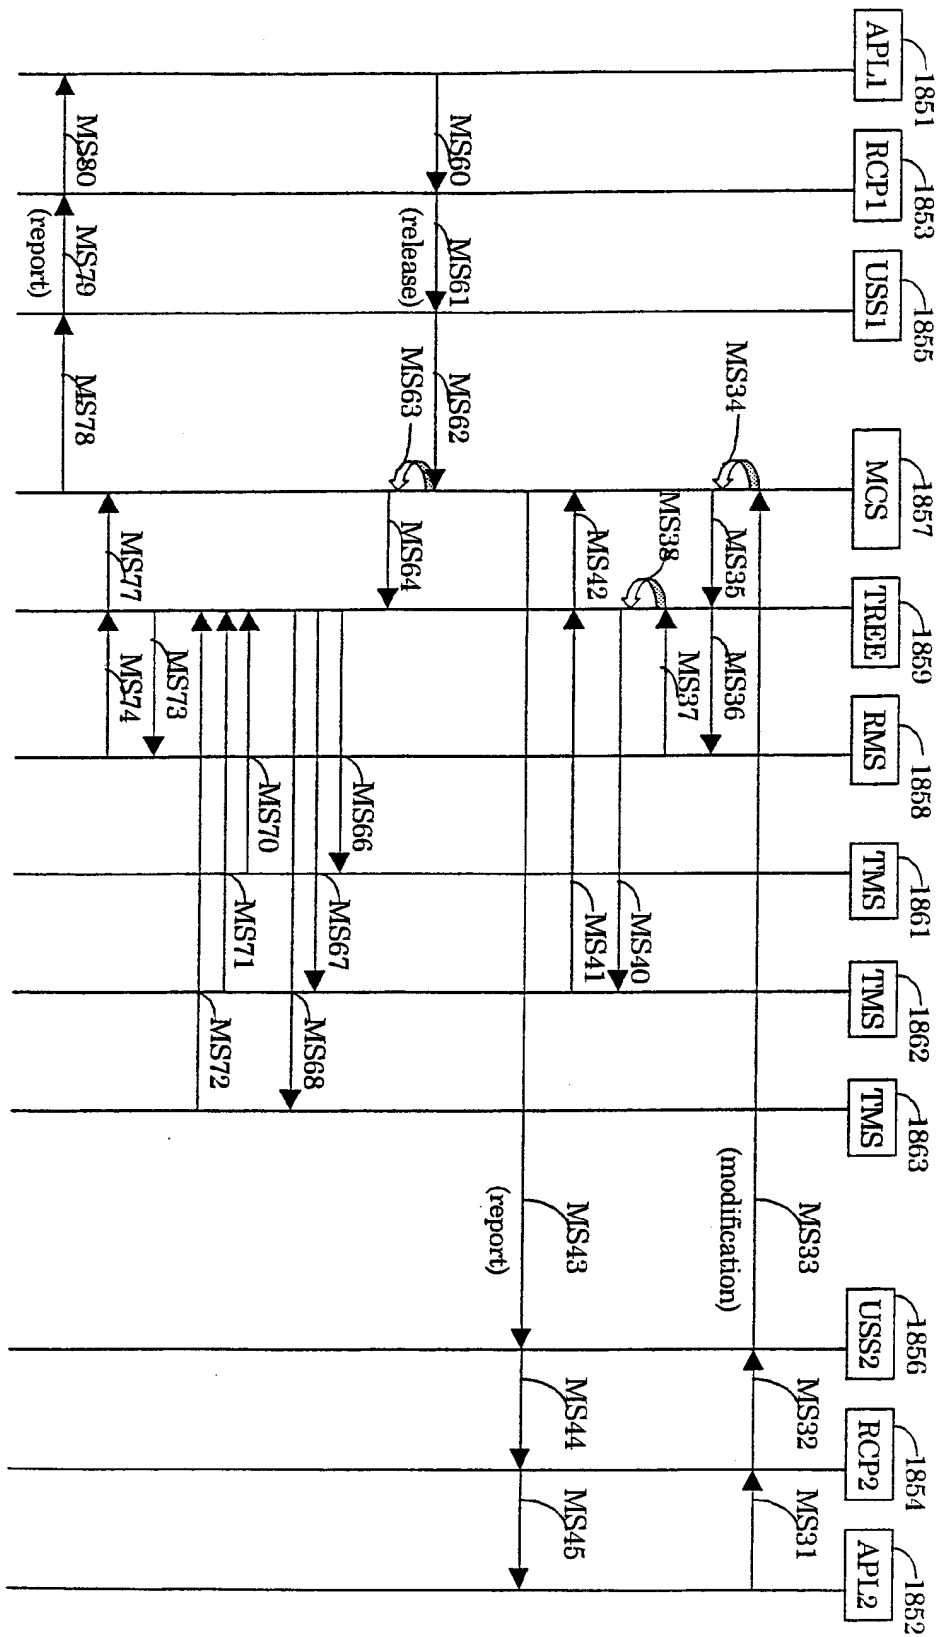 1851
APL1
1853
RCP1
1855
USS1
1857
MCS
1859
TREE
1858
RMS
1861
TMS
1862
TMS
1863
TMS
1856
USS2
1854
RCP2
1852
APL2
MS31
MS32
MS33
(modification)
MS34
MS35
MS36
MS37
MS38
MS40
MS41
MS42
MS43
(report)
MS44
MS45
MS60
MS61
(release)
MS62
MS63
MS64
MS66
MS67
MS68
MS70
MS71
MS72
MS73
MS74
MS77
MS78
MS79
(report)
MS80